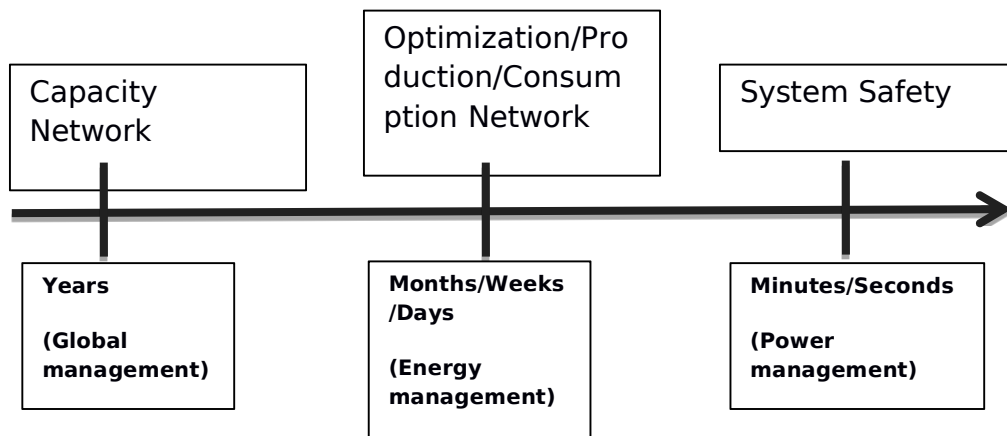 Capacity
Network
Optimization/Pro
duction/Consum
ption Network
System Safety
Years
(Global
management)
Months/Weeks
/Days
(Energy
management)
Minutes/Seconds
(Power
management)